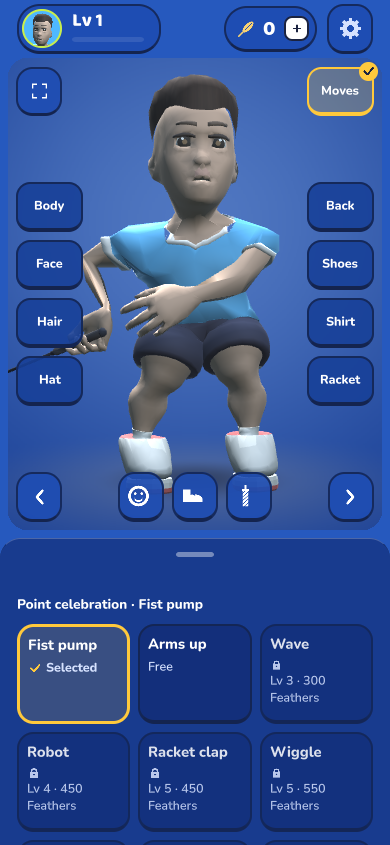 Lv 1
0
+
Moves
Body
Back
Face
Shoes
Hair
Shirt
Hat
Racket
Point celebration · Fist pump
Fist pump
Selected
Arms up
Free
Wave
Lv 3 · 300
Feathers
Robot
Lv 4 · 450
Feathers
Racket clap
Lv 5 · 450
Feathers
Wiggle
Lv 5 · 550
Feathers